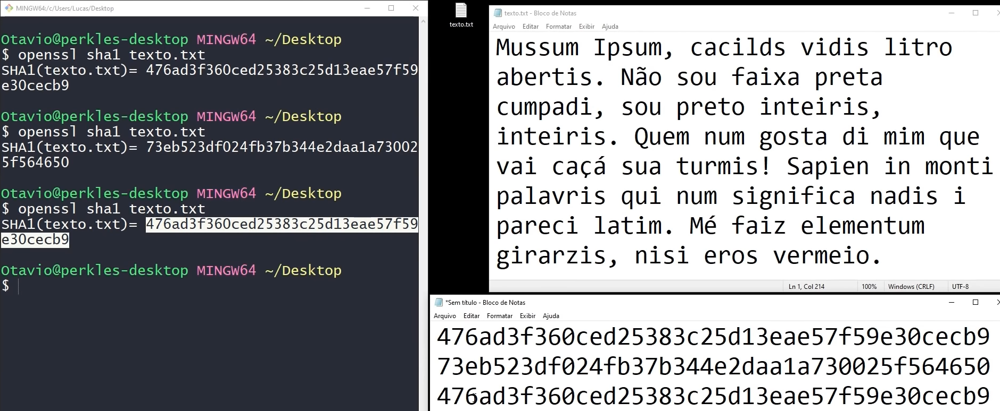 MINGW64:/c/Users/Lucas/Desktop
Otavio@perkles-desktop MINGW64 ~/Desktop
$ openssl sha1 texto.txt
SHA1(texto.txt)= 476ad3f360ced25383c25d13eae57f59
e30cecb9
Otavio@perkles-desktop MINGW64 ~/Desktop
$ openssl sha1 texto.txt
SHA1(texto.txt)= 73eb523df024fb37b344e2daa1a73002
5f564650
Otavio@perkles-desktop MINGW64 ~/Desktop
$ openssl sha1 texto.txt
SHA1(texto.txt)= 476ad3f360ced25383c25d13eae57f59
e30cecb9
Otavio@perkles-desktop MINGW64 ~/Desktop
$
texto.txt
texto.txt - Bloco de Notas
Arquivo Editar Formatar Exibir Ajuda
Mussum Ipsum, cacilds vidis litro
abertis. Não sou faixa preta
cumpadi, sou preto inteiris,
inteiris. Quem num gosta di mim que
vai caçá sua turmis! Sapien in monti
palavris qui num significa nadis i
pareci latim. Mé faiz elementum
girarzis, nisi eros vermeio.
Ln 1, Col 214 100% Windows (CRLF) UTF-8
*Sem título - Bloco de Notas
Arquivo Editar Formatar Exibir Ajuda
476ad3f360ced25383c25d13eae57f59e30cecb9
73eb523df024fb37b344e2daa1a730025f564650
476ad3f360ced25383c25d13eae57f59e30cecb9